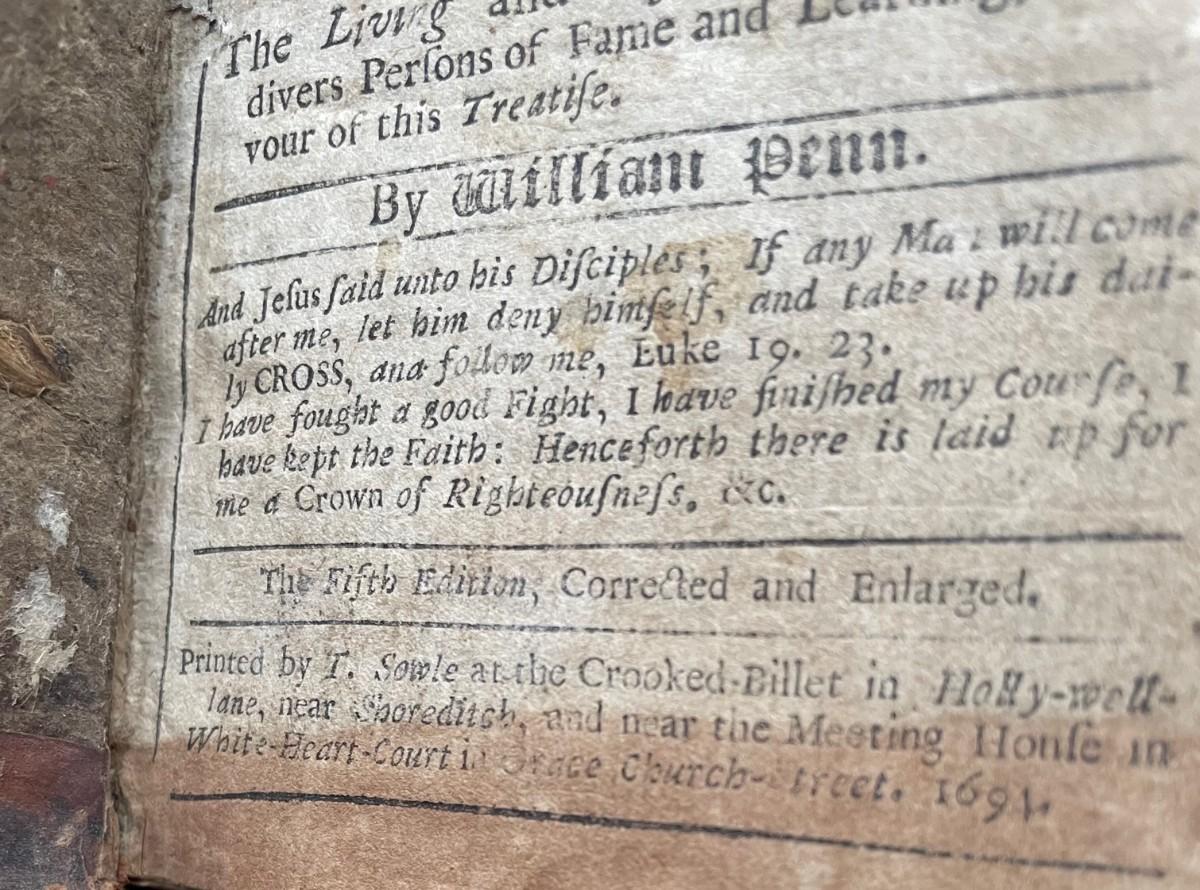 The Living and
divers Perſons of Fame and Learning,
vour of this Treatiſe.
By William Penn.
And Jeſus ſaid unto his Diſciples; If any Man will come
after me, let him deny himſelf, and take up his dai-
ly CROSS, and follow me, Luke 19. 23.
I have fought a good Fight, I have finiſhed my Courſe, I
have kept the Faith: Henceforth there is laid up for
me a Crown of Righteouſneſs, &c.
The Fifth Edition, Corrected and Enlarged.
Printed by T. Sowle at the Crooked-Billet in Holly-well-
lane, near Shoreditch, and near the Meeting Houſe in
White-Heart-Court in Grace Church-Street. 1694.